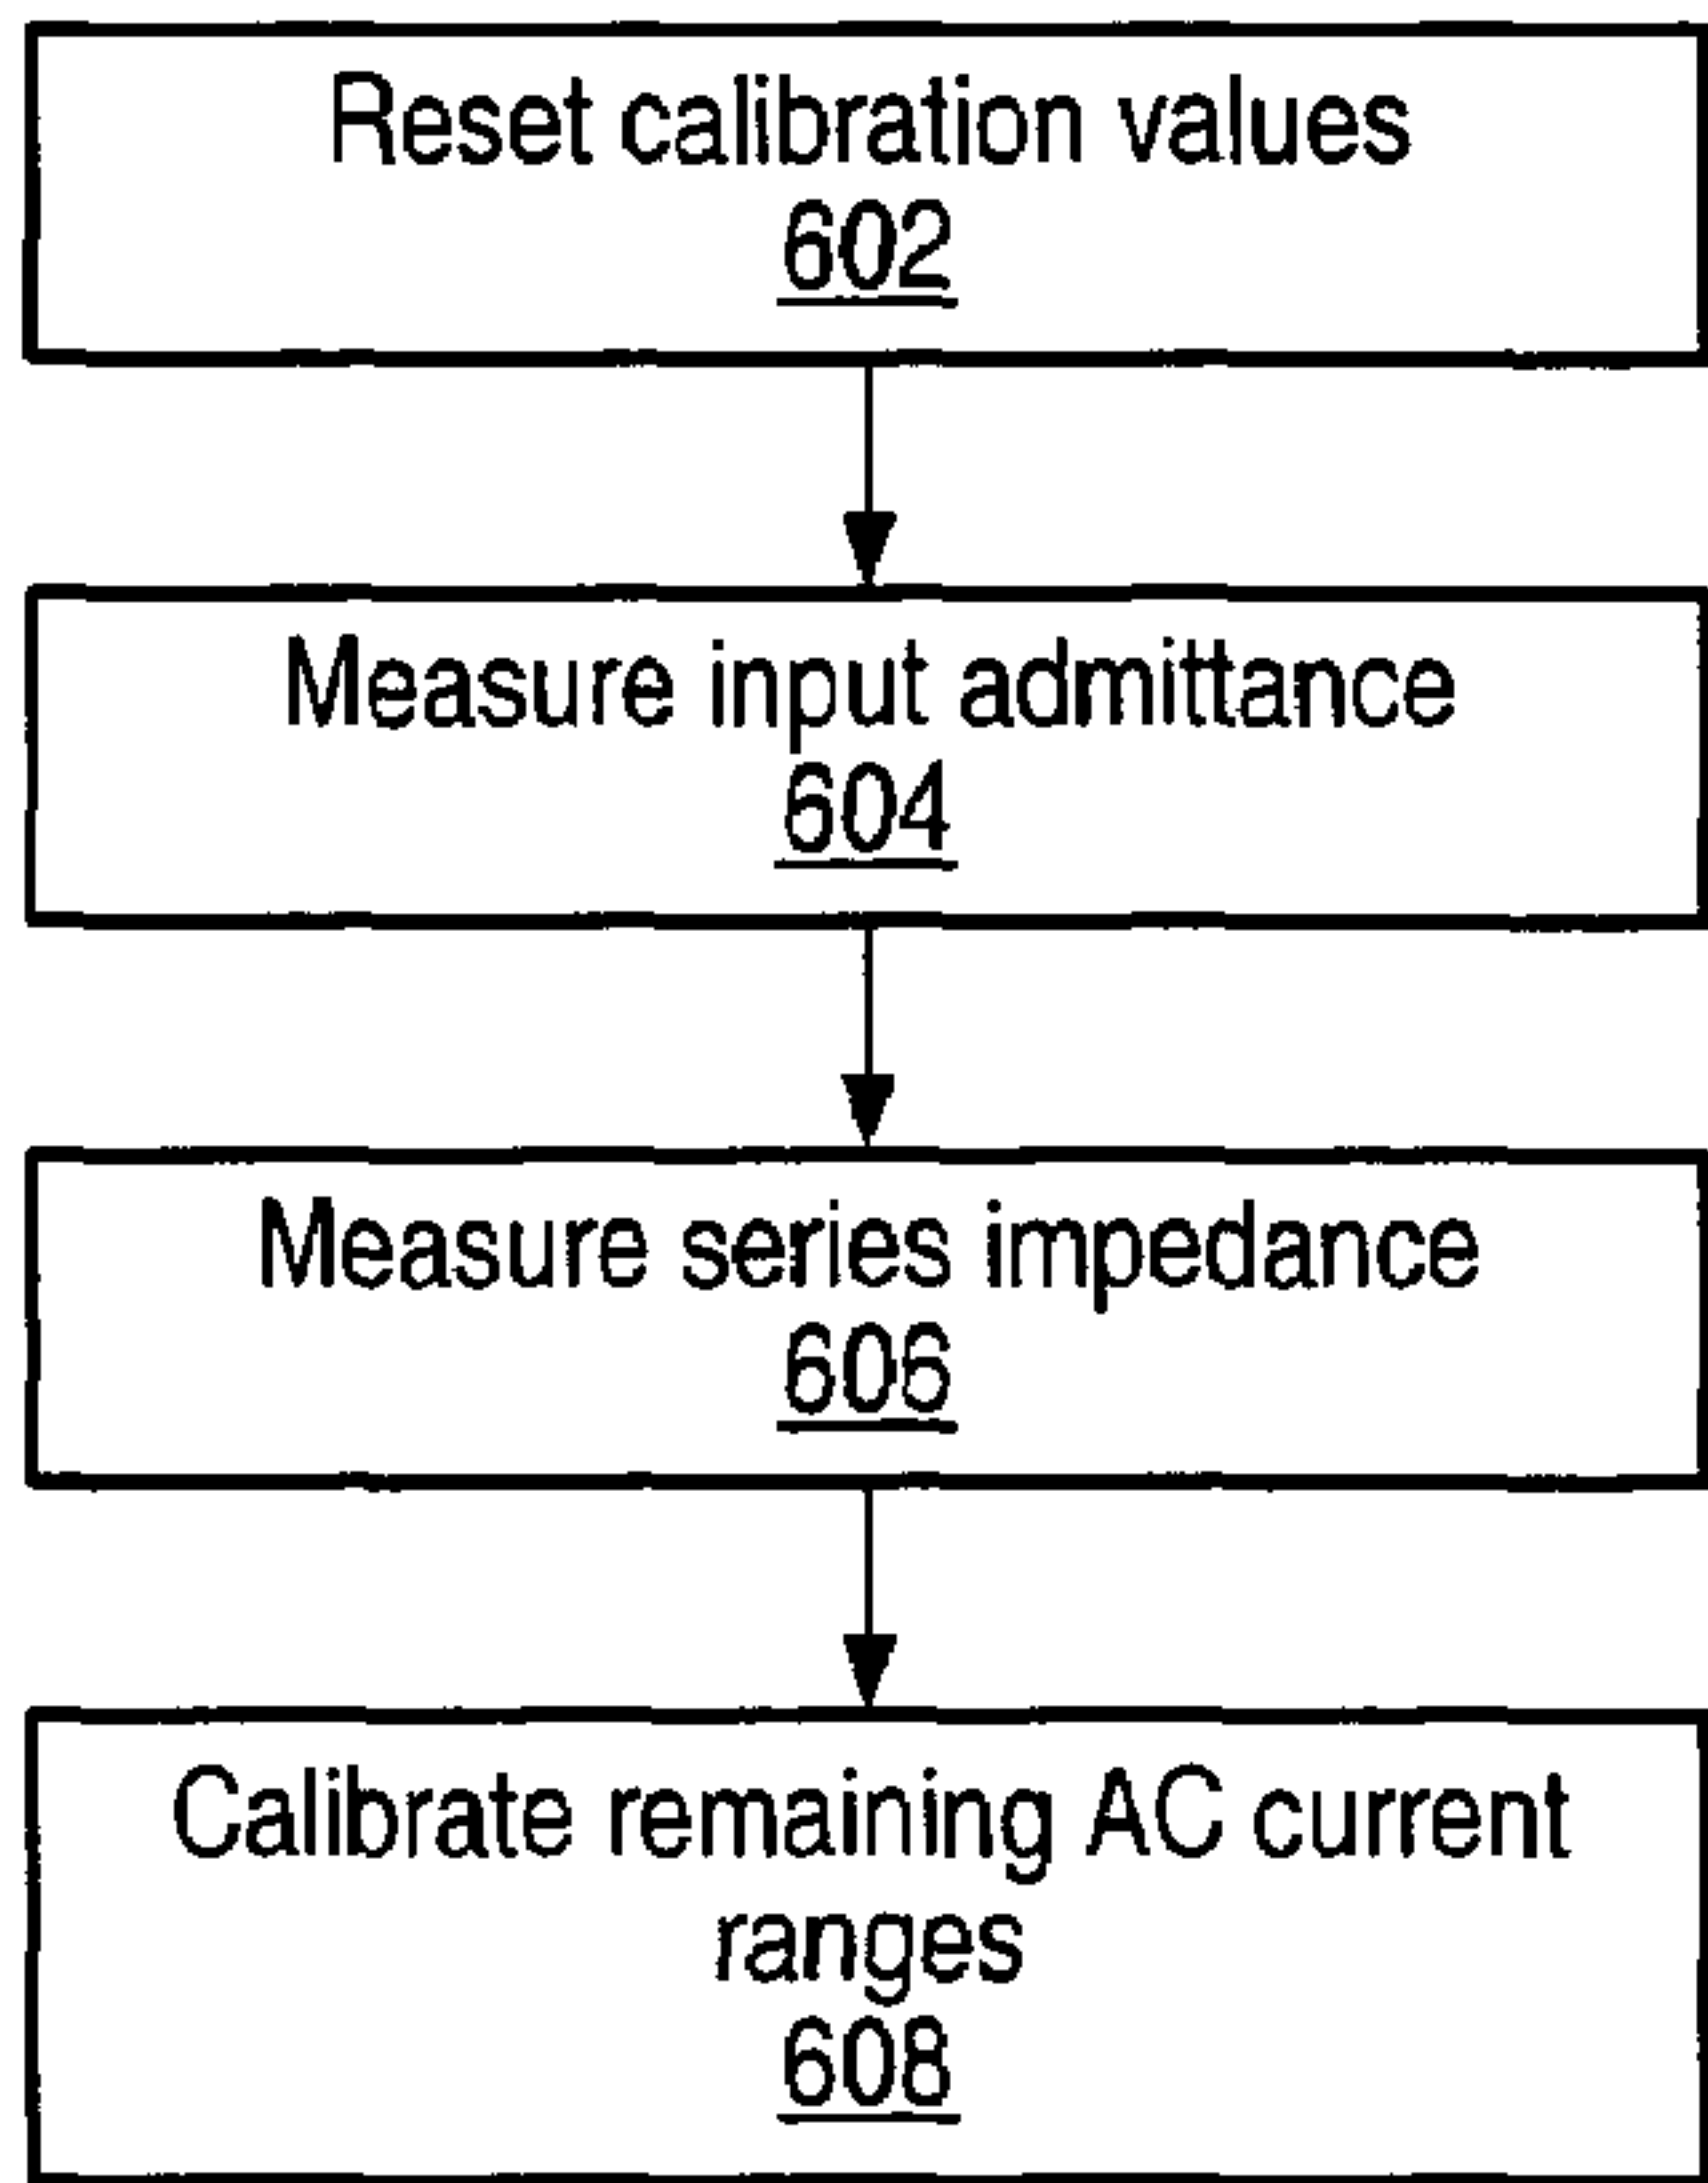 Reset calibration values
602
Measure input admittance
604
Measure series impedance
606
Calibrate remaining AC current
ranges
608